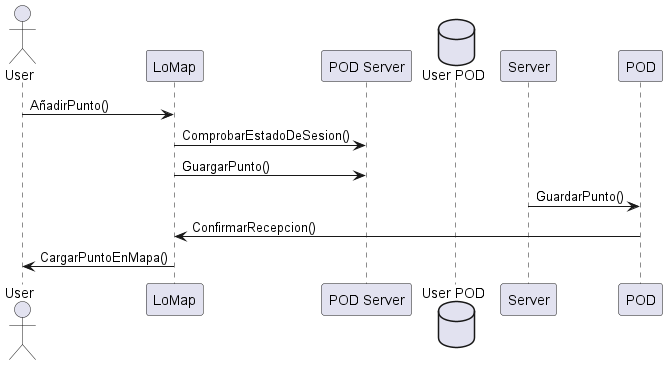 User
LoMap
POD Server
User POD
Server
POD
AñadirPunto()
ComprobarEstadoDeSesion()
GuargarPunto()
GuardarPunto()
ConfirmarRecepcion()
CargarPuntoEnMapa()
User
LoMap
POD Server
User POD
Server
POD